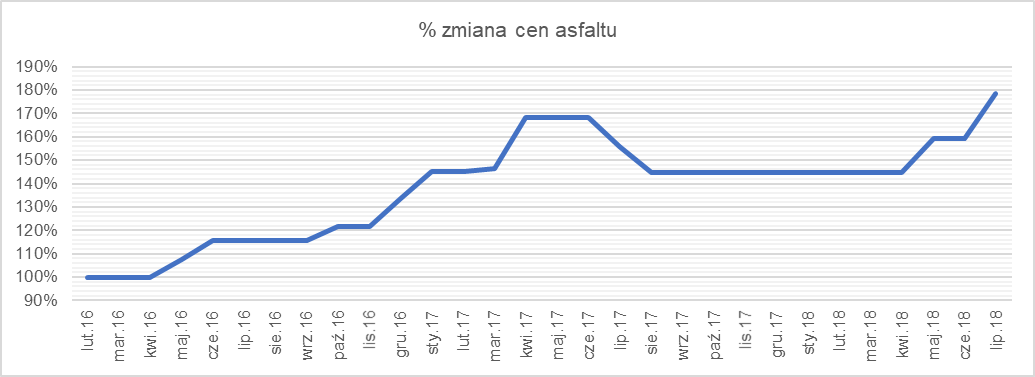 % zmiana cen asfaltu
190%
180%
170%
160%
150%
140%
130%
120%
110%
100%
90%
lut.16
mar.16
kwi.16
maj.16
cze.16
lip.16
sie.16
wrz.16
paź.16
lis.16
gru.16
sty.17
lut.17
mar.17
kwi.17
maj.17
cze.17
lip.17
sie.17
wrz.17
paź.17
lis.17
gru.17
sty.18
lut.18
mar.18
kwi.18
maj.18
cze.18
lip.18